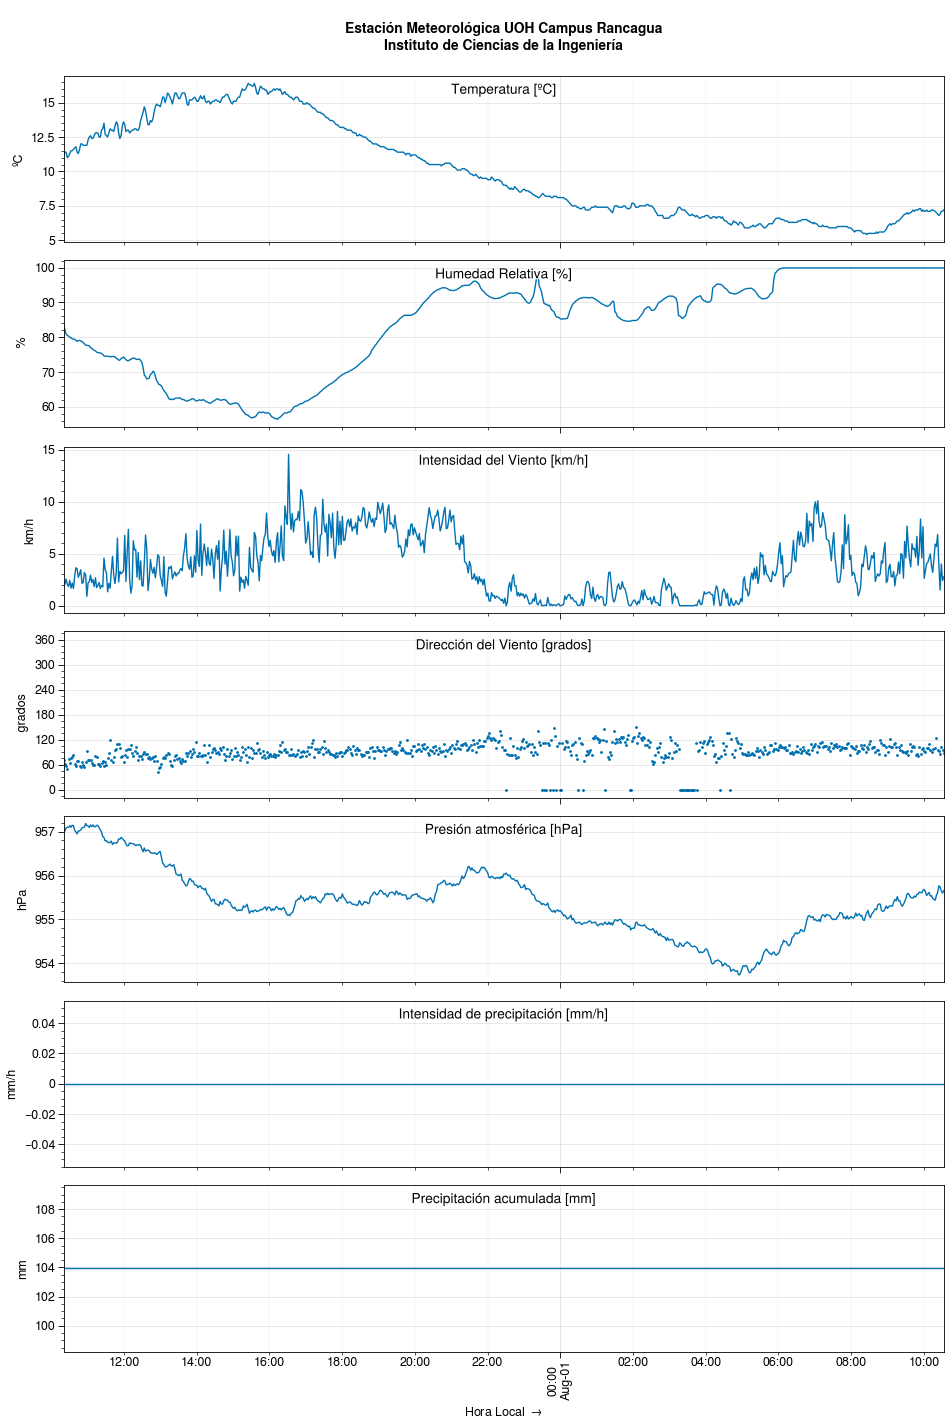 Estación Meteorológica UOH Campus Rancagua
Instituto de Ciencias de la Ingeniería
Temperatura [ºC]
15
12.5
10
7.5
5
ºC
Humedad Relativa [%]
100
90
80
70
60
%
Intensidad del Viento [km/h]
15
10
5
0
km/h
Dirección del Viento [grados]
360
300
240
180
120
60
0
grados
Presión atmosférica [hPa]
957
956
955
954
hPa
Intensidad de precipitación [mm/h]
0.04
0.02
0
−0.02
−0.04
mm/h
Precipitación acumulada [mm]
108
106
104
102
100
mm
12:00 14:00 16:00 18:00 20:00 22:00 00:00 02:00 04:00 06:00 08:00 10:00
Aug-01
Hora Local →